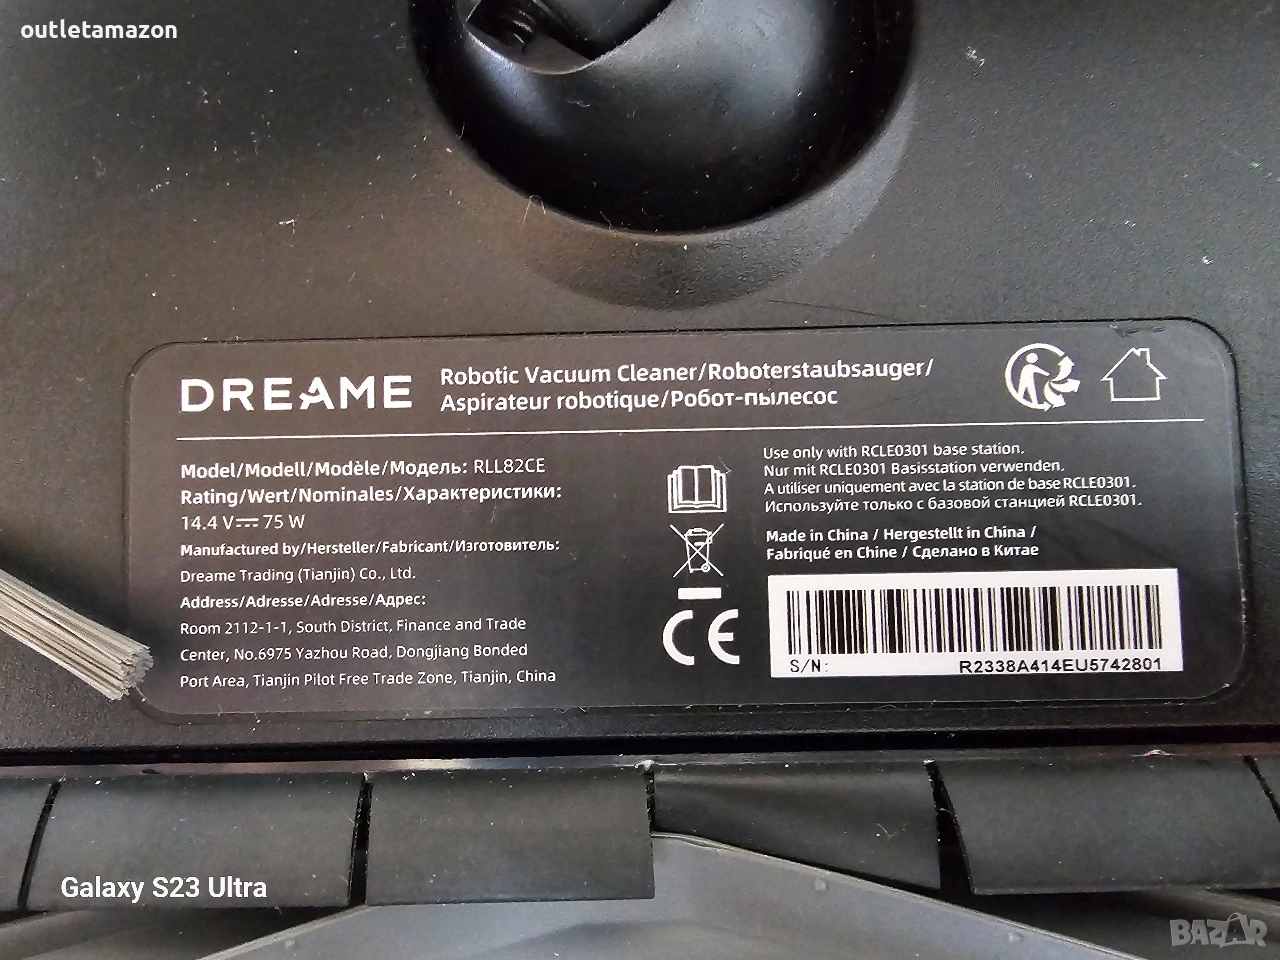 outletamazon
DREAME
Robotic Vacuum Cleaner/Roboterstaubsauger/
Aspirateur robotique/Робот-пылесос
Model/Modell/Modèle/Модель: RLL82CE
Rating/Wert/Nominales/Характеристики:
14.4 V⎓ 75 W
Manufactured by/Hersteller/Fabricant/Изготовитель:
Dreame Trading (Tianjin) Co., Ltd.
Address/Adresse/Adresse/Адрес:
Room 2112-1-1, South District, Finance and Trade
Center, No.6975 Yazhou Road, Dongjiang Bonded
Port Area, Tianjin Pilot Free Trade Zone, Tianjin, China
Use only with RCLE0301 base station.
Nur mit RCLE0301 Basisstation verwenden.
A utiliser uniquement avec la station de base RCLE0301.
Используйте только с базовой станцией RCLE0301.
Made in China / Hergestellt in China /
Fabriqué en Chine / Сделано в Китае
CE
S/N: R2338A414EU5742801
Galaxy S23 Ultra
BAZAR